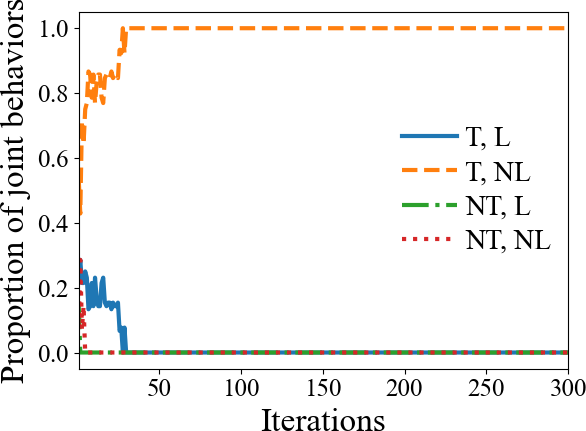 Proportion of joint behaviors
1.0
0.8
0.6
0.4
0.2
0.0
T, L
T, NL
NT, L
NT, NL
50 100 150 200 250 300
Iterations